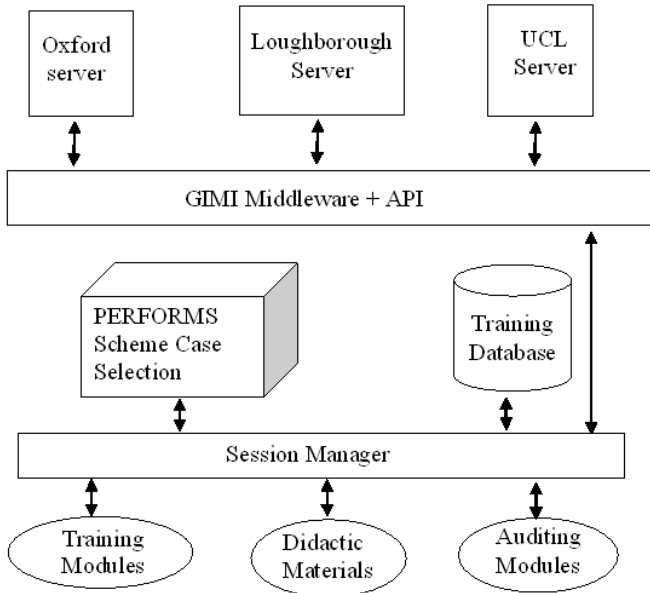 Oxford
server
Loughborough
Server
UCL
Server
GIMI Middleware + API
PERFORMS
Scheme Case
Selection
Training
Database
Session Manager
Training
Modules
Didactic
Materials
Auditing
Modules